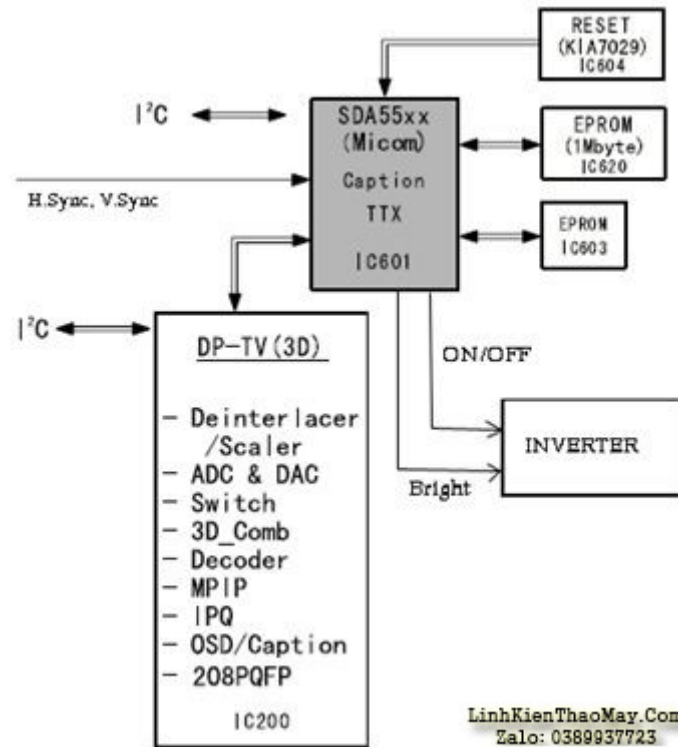 RESET
(KIA7029)
IC604
I²C
SDA55xx
(Micom)
Caption
TTX
IC601
EPROM
(1Mbyte)
IC620
H.Sync, V.Sync
EPROM
IC603
I²C
DP-TV(3D)
- Deinterlacer
/Scaler
- ADC & DAC
- Switch
- 3D_Comb
- Decoder
- MPIP
- IPQ
- OSD/Caption
- 208PQFP
IC200
ON/OFF
Bright
INVERTER
LinhKienThaoMay.Com
Zalo: 0389937723